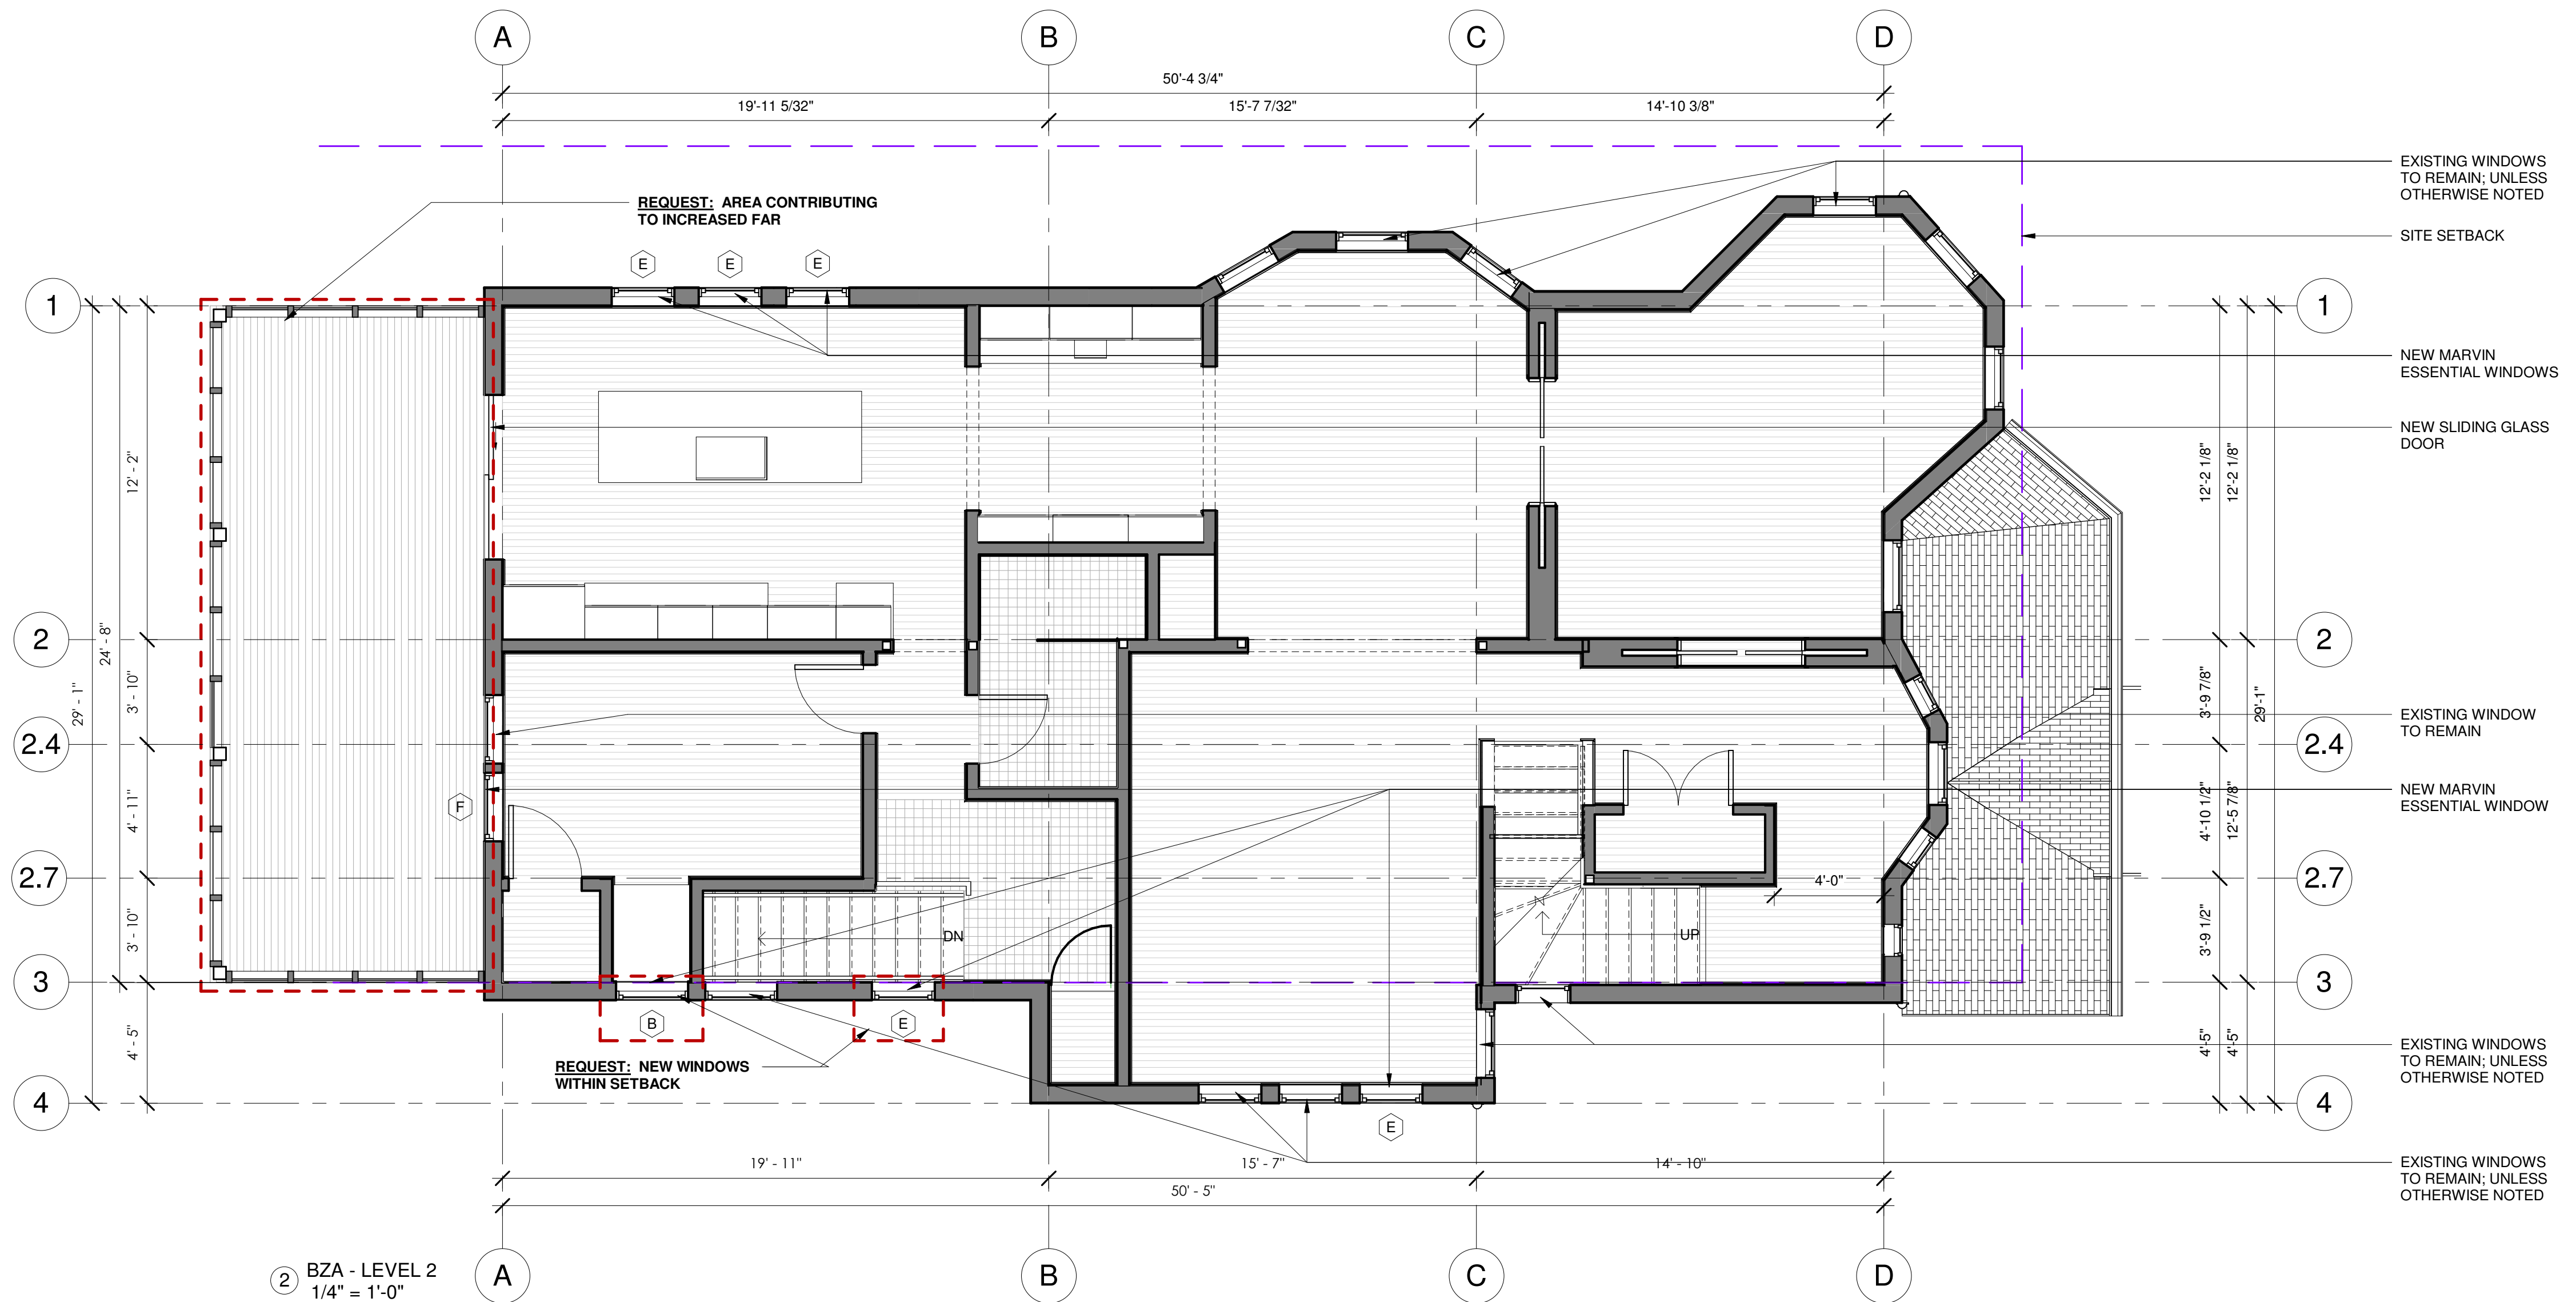 A
B
C
D
50'-4 3/4"
19'-11 5/32"
15'-7 7/32"
14'-10 3/8"
EXISTING WINDOWS
TO REMAIN; UNLESS
OTHERWISE NOTED
REQUEST: AREA CONTRIBUTING
TO INCREASED FAR
SITE SETBACK
E
E
E
1
1
NEW MARVIN
ESSENTIAL WINDOWS
NEW SLIDING GLASS
DOOR
12' - 2"
12'-2 1/8"
12'-2 1/8"
2
2
24' - 8"
29' - 1"
3' - 10"
3'-9 7/8"
29'-1"
EXISTING WINDOW
TO REMAIN
2.4
2.4
NEW MARVIN
ESSENTIAL WINDOW
F
4' - 11"
4'-10 1/2"
12'-5 7/8"
2.7
2.7
4'-0"
3' - 10"
3'-9 1/2"
DN
UP
3
3
B
E
4' - 5"
4'-5"
4'-5"
EXISTING WINDOWS
TO REMAIN; UNLESS
OTHERWISE NOTED
REQUEST: NEW WINDOWS
WITHIN SETBACK
4
4
E
19' - 11"
15' - 7"
14' - 10"
EXISTING WINDOWS
TO REMAIN; UNLESS
OTHERWISE NOTED
50' - 5"
A
B
C
D
2
BZA - LEVEL 2
1/4" = 1'-0"